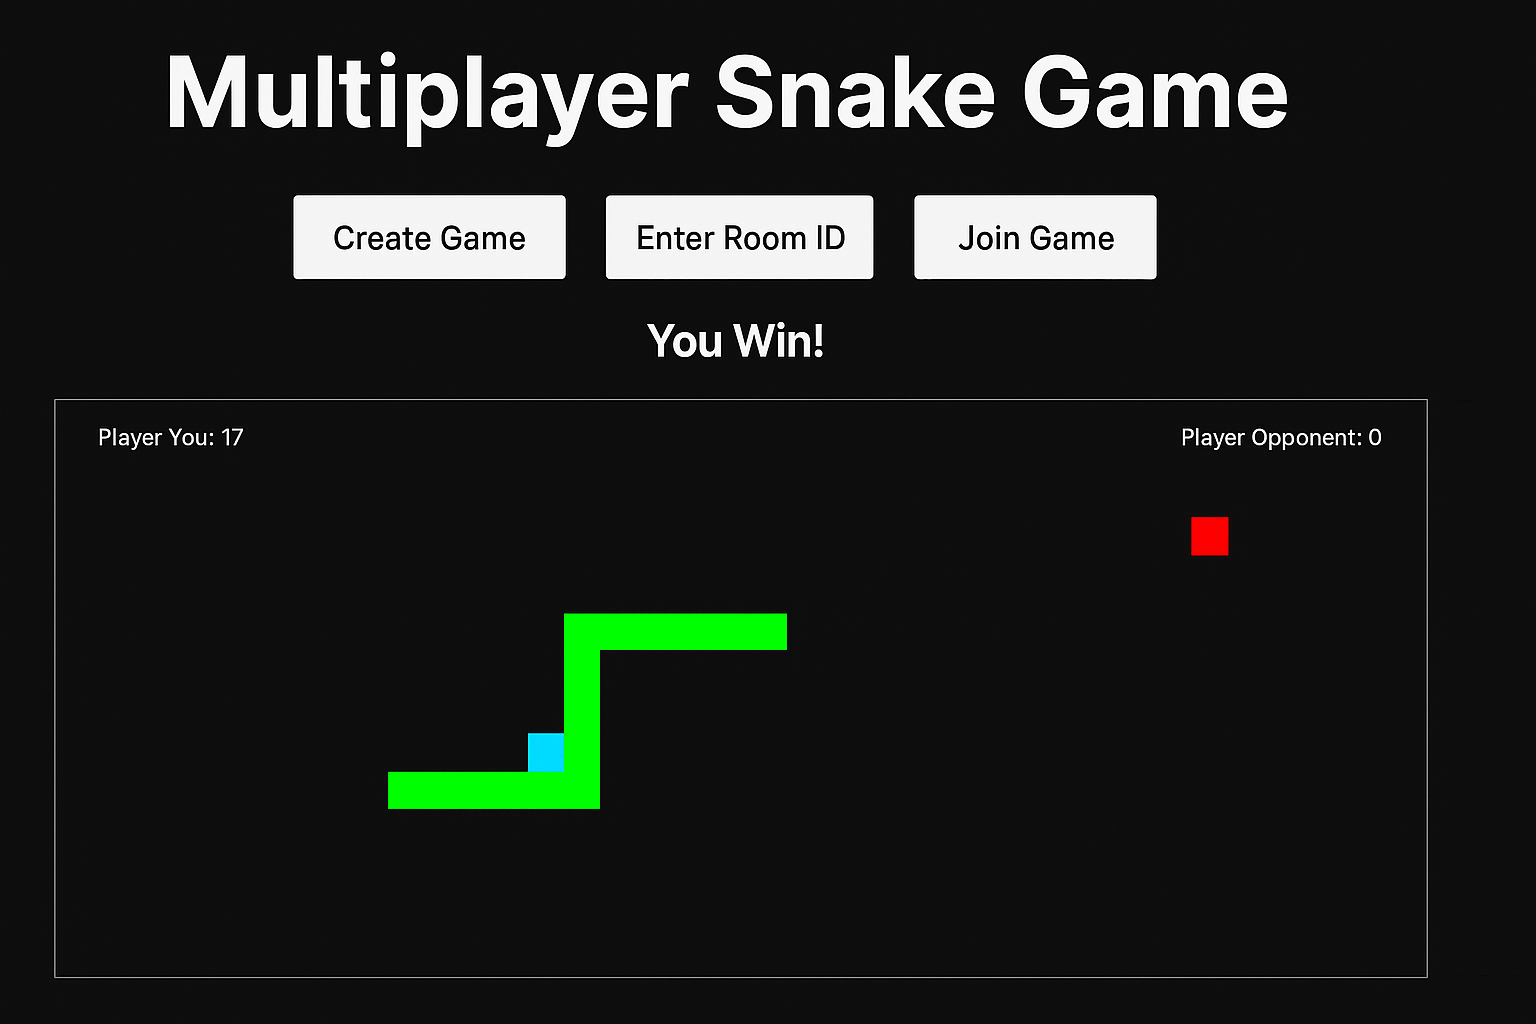 Multiplayer Snake Game
Create Game Enter Room ID Join Game
You Win!
Player You: 17 Player Opponent: 0